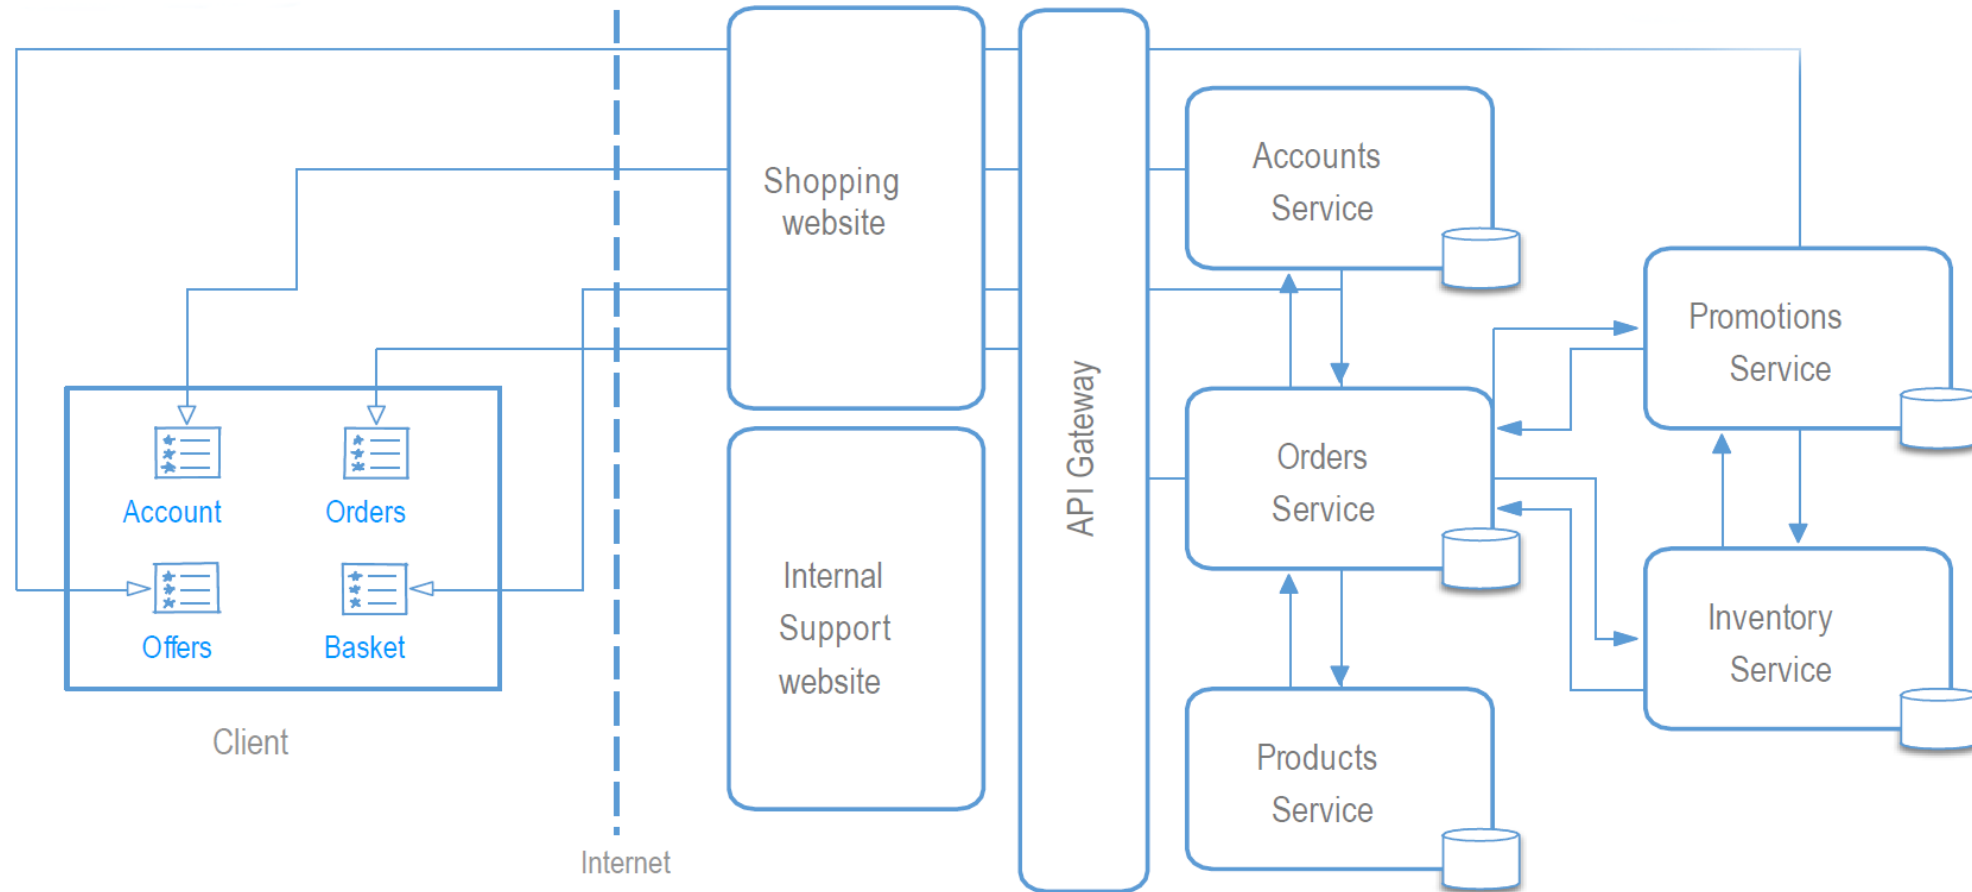 Shopping
website
Accounts
Service
Promotions
Service
API Gateway
Orders
Service
Account
Orders
Offers
Basket
Client
Internal
Support
website
Inventory
Service
Products
Service
Internet